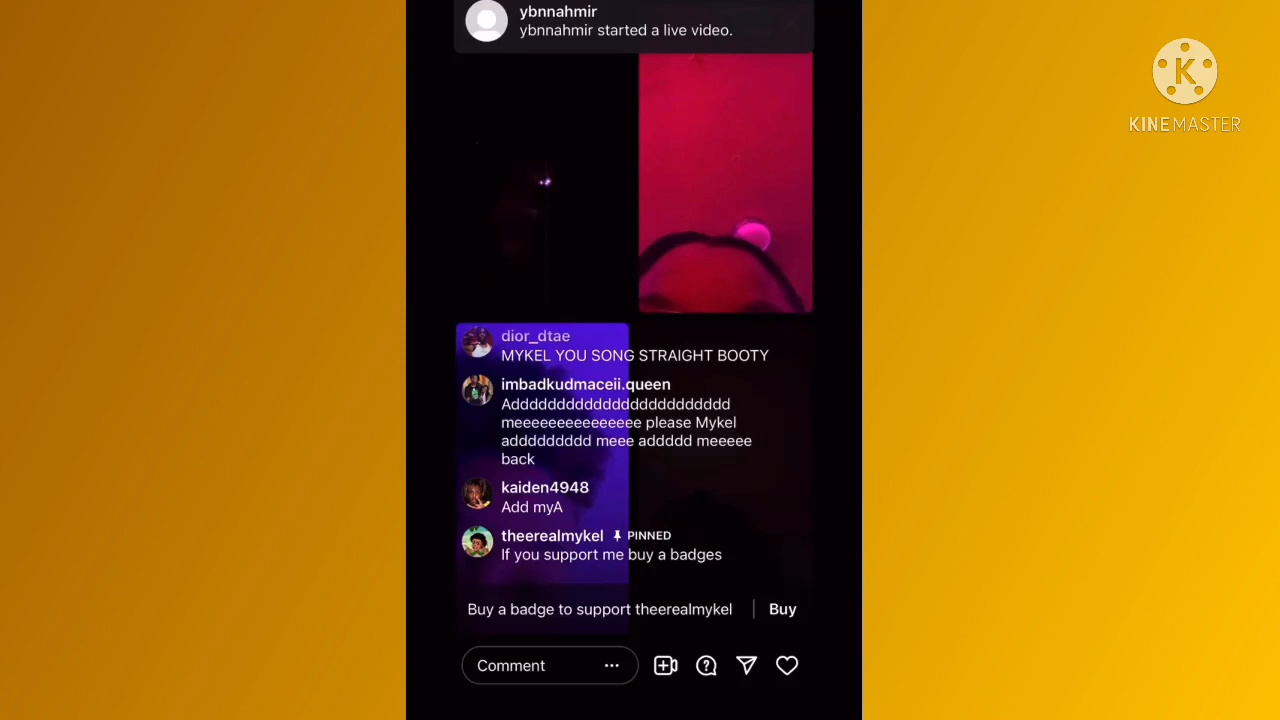 ybnnahmir
ybnnahmir started a live video.
KINEMASTER
dior_dtae
MYKEL YOU SONG STRAIGHT BOOTY
imbadkudmaceii.queen
Addddddddddddddddddddddddd
meeeeeeeeeeeeee please Mykel
addddddddd meee addddd meeeee
back
kaiden4948
Add myA
theerealmykel PINNED
If you support me buy a badges
Buy a badge to support theerealmykel Buy
Comment